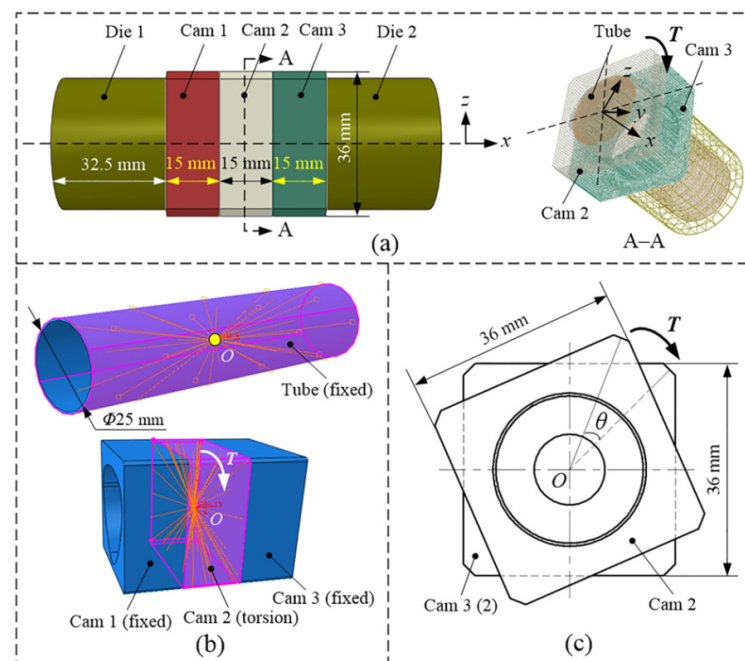 Die 1
Cam 1
Cam 2
Cam 3
Die 2
A
z
x
32.5 mm
15 mm
15 mm
15 mm
36 mm
A
Tube
T
Cam 3
z
y
x
Cam 2
A–A
(a)
O
Tube (fixed)
Φ25 mm
T
O
Cam 3 (fixed)
Cam 2 (torsion)
Cam 1 (fixed)
(b)
36 mm
T
θ
O
36 mm
Cam 3 (2)
Cam 2
(c)